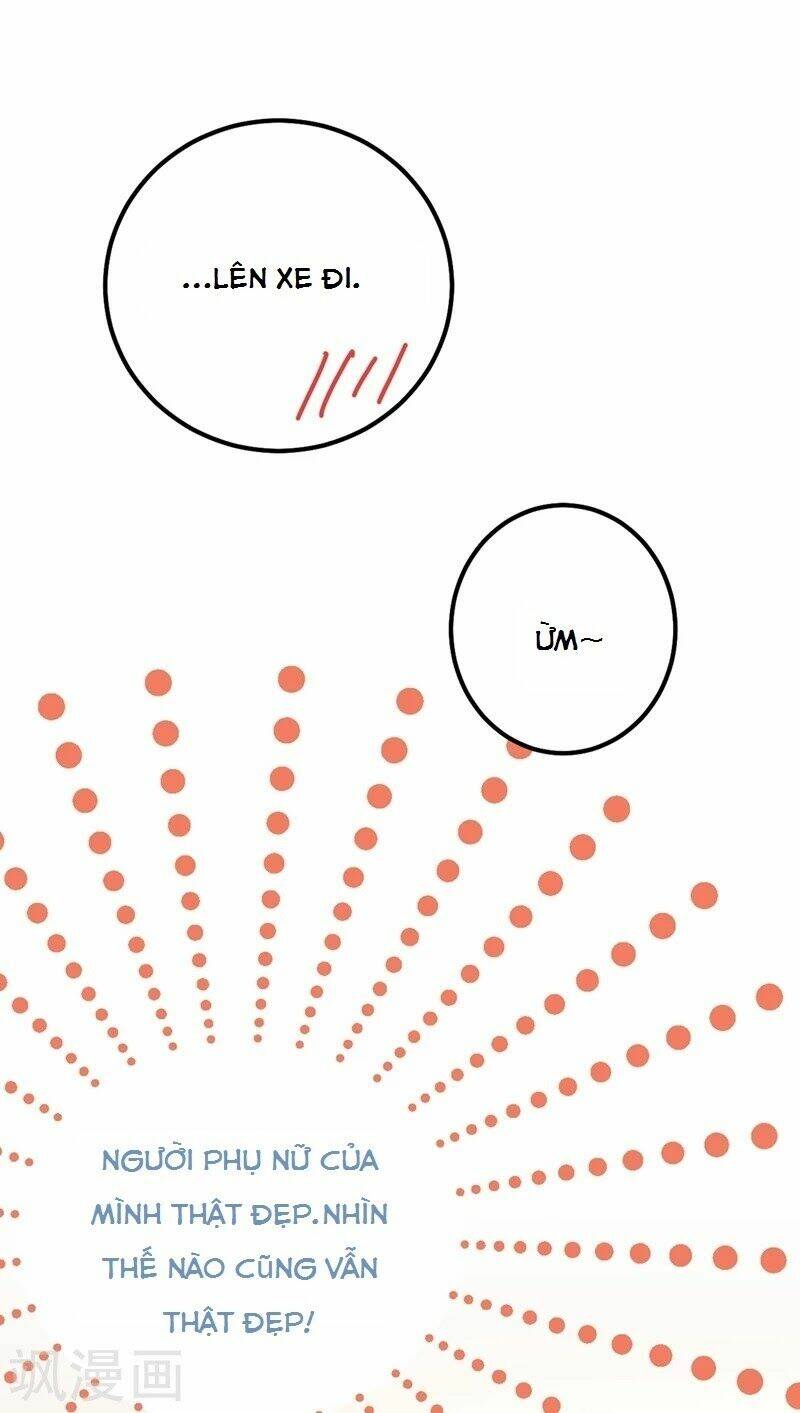 ...LÊN XE ĐI.
ỪM~
NGƯỜI PHỤ NỮ CỦA
MÌNH THẬT ĐẸP.NHÌN
THẾ NÀO CŨNG VẪN
THẬT ĐẸP!
飒漫画